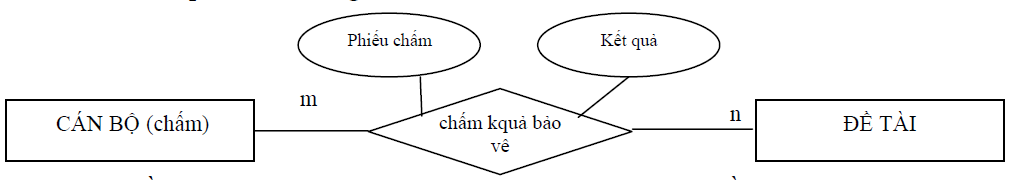 Phiếu chấm
Kết quả
m
CÁN BỘ (chấm)
chấm kquả bảo
vê
n
ĐỀ TÀI